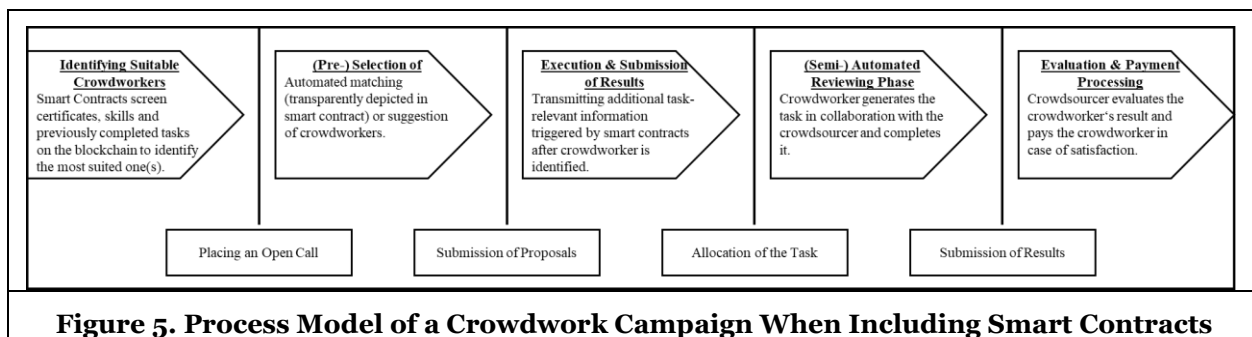 Identifying Suitable
Crowdworkers
Smart Contracts screen
certificates, skills and
previously completed tasks
on the blockchain to identify
the most suited one(s).
(Pre-) Selection of
Automated matching
(transparently depicted in
smart contract) or suggestion
of crowdworkers.
Execution & Submission
of Results
Transmitting additional task-
relevant information
triggered by smart contracts
after crowdworker is
identified.
(Semi-) Automated
Reviewing Phase
Crowdworker generates the
task in collaboration with the
crowdsourcer and completes
it.
Evaluation & Payment
Processing
Crowdsourcer evaluates the
crowdworker's result and
pays the crowdworker in
case of satisfaction.
Placing an Open Call
Submission of Proposals
Allocation of the Task
Submission of Results
Figure 5. Process Model of a Crowdwork Campaign When Including Smart Contracts